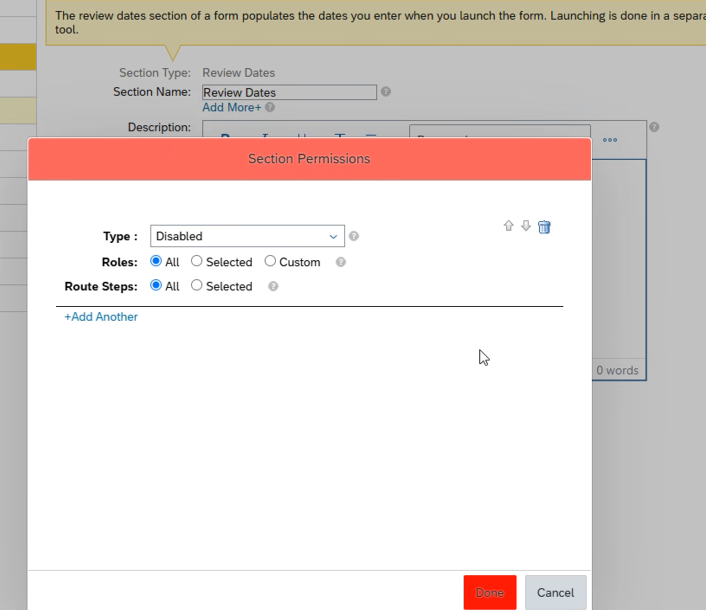 The review dates section of a form populates the dates you enter when you launch the form. Launching is done in a separa
tool.
Section Type: Review Dates
Section Name: Review Dates
Add More+
Description:
Section Permissions
Type : Disabled
Roles: All Selected Custom
Route Steps: All Selected
+Add Another
0 words
Done Cancel